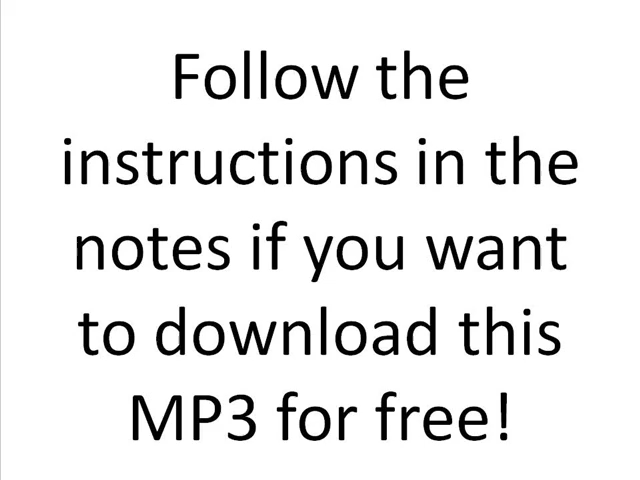 Follow the
instructions in the
notes if you want
to download this
MP3 for free!